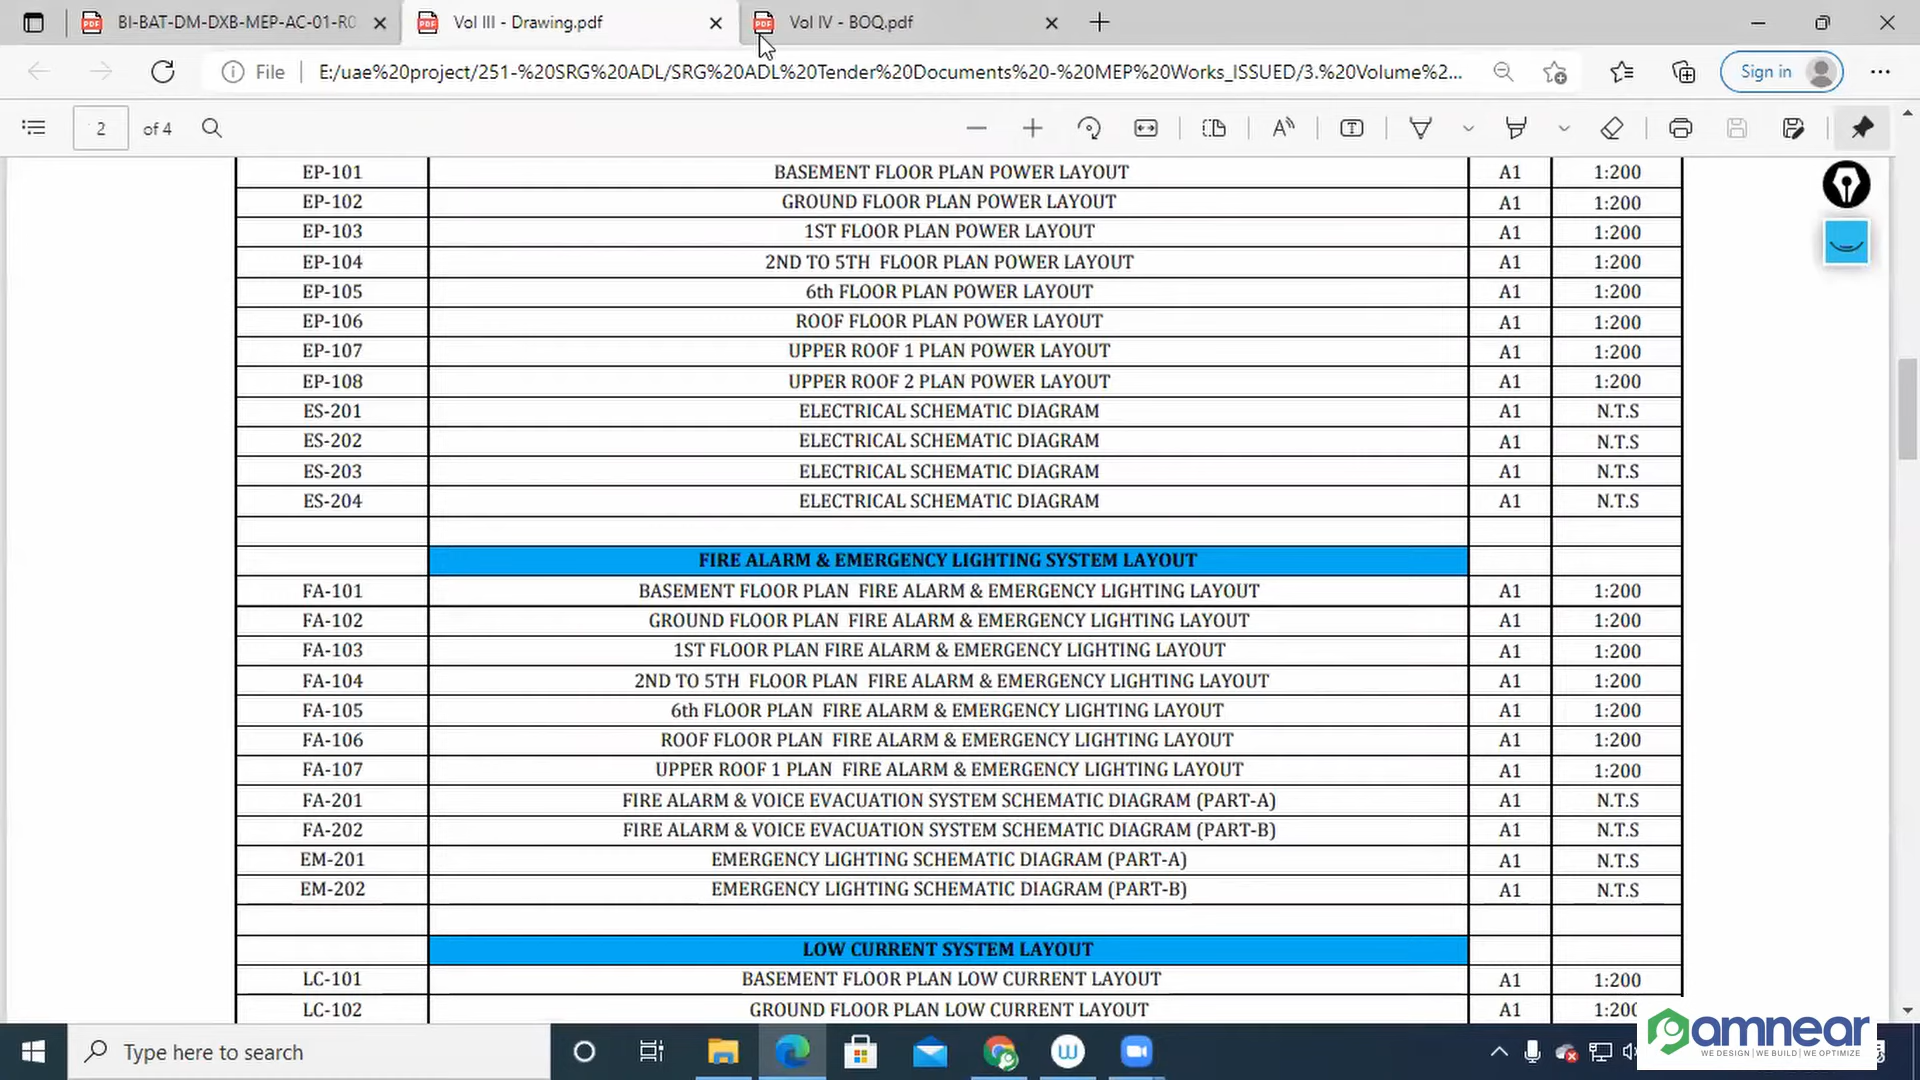 BI-BAT-DM-DXB-MEP-AC-01-R0
Vol III - Drawing.pdf
Vol IV - BOQ.pdf
File
E:/uae%20project/251-%20SRG%20ADL/SRG%20ADL%20Tender%20Documents%20-%20MEP%20Works_ISSUED/3.%20Volume%2...
Sign in
2 of 4
EP-101 BASEMENT FLOOR PLAN POWER LAYOUT A1 1:200
EP-102 GROUND FLOOR PLAN POWER LAYOUT A1 1:200
EP-103 1ST FLOOR PLAN POWER LAYOUT A1 1:200
EP-104 2ND TO 5TH FLOOR PLAN POWER LAYOUT A1 1:200
EP-105 6th FLOOR PLAN POWER LAYOUT A1 1:200
EP-106 ROOF FLOOR PLAN POWER LAYOUT A1 1:200
EP-107 UPPER ROOF 1 PLAN POWER LAYOUT A1 1:200
EP-108 UPPER ROOF 2 PLAN POWER LAYOUT A1 1:200
ES-201 ELECTRICAL SCHEMATIC DIAGRAM A1 N.T.S
ES-202 ELECTRICAL SCHEMATIC DIAGRAM A1 N.T.S
ES-203 ELECTRICAL SCHEMATIC DIAGRAM A1 N.T.S
ES-204 ELECTRICAL SCHEMATIC DIAGRAM A1 N.T.S
FIRE ALARM & EMERGENCY LIGHTING SYSTEM LAYOUT
FA-101 BASEMENT FLOOR PLAN FIRE ALARM & EMERGENCY LIGHTING LAYOUT A1 1:200
FA-102 GROUND FLOOR PLAN FIRE ALARM & EMERGENCY LIGHTING LAYOUT A1 1:200
FA-103 1ST FLOOR PLAN FIRE ALARM & EMERGENCY LIGHTING LAYOUT A1 1:200
FA-104 2ND TO 5TH FLOOR PLAN FIRE ALARM & EMERGENCY LIGHTING LAYOUT A1 1:200
FA-105 6th FLOOR PLAN FIRE ALARM & EMERGENCY LIGHTING LAYOUT A1 1:200
FA-106 ROOF FLOOR PLAN FIRE ALARM & EMERGENCY LIGHTING LAYOUT A1 1:200
FA-107 UPPER ROOF 1 PLAN FIRE ALARM & EMERGENCY LIGHTING LAYOUT A1 1:200
FA-201 FIRE ALARM & VOICE EVACUATION SYSTEM SCHEMATIC DIAGRAM (PART-A) A1 N.T.S
FA-202 FIRE ALARM & VOICE EVACUATION SYSTEM SCHEMATIC DIAGRAM (PART-B) A1 N.T.S
EM-201 EMERGENCY LIGHTING SCHEMATIC DIAGRAM (PART-A) A1 N.T.S
EM-202 EMERGENCY LIGHTING SCHEMATIC DIAGRAM (PART-B) A1 N.T.S
LOW CURRENT SYSTEM LAYOUT
LC-101 BASEMENT FLOOR PLAN LOW CURRENT LAYOUT A1 1:200
LC-102 GROUND FLOOR PLAN LOW CURRENT LAYOUT A1 1:200
Type here to search
amnear
WE DESIGN | WE BUILD | WE OPTIMIZE